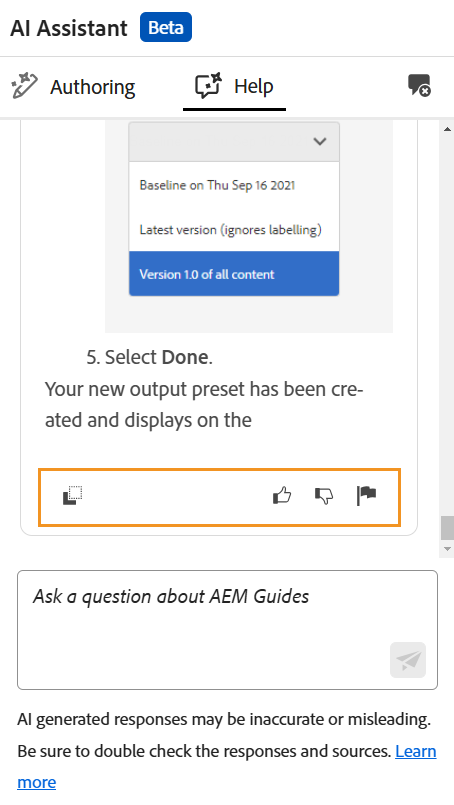 AI Assistant Beta
Authoring Help
Baseline on Thu Sep 16 2021
Latest version (ignores labelling)
Version 1.0 of all content
5. Select Done.
Your new output preset has been cre-
ated and displays on the
Ask a question about AEM Guides
AI generated responses may be inaccurate or misleading.
Be sure to double check the responses and sources. Learn
more